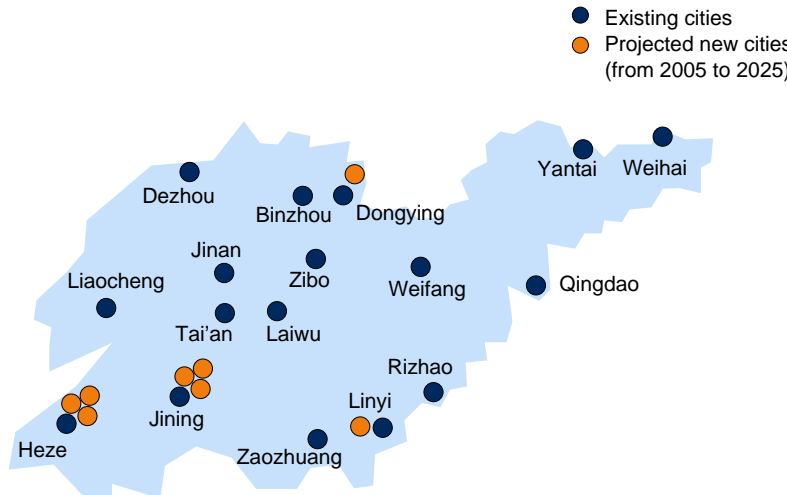 Existing cities
Projected new cities
(from 2005 to 2025)
Yantai
Weihai
Dezhou
Binzhou
Dongying
Jinan
Liaocheng
Zibo
Weifang
Qingdao
Tai’an
Laiwu
Rizhao
Linyi
Jining
Heze
Zaozhuang